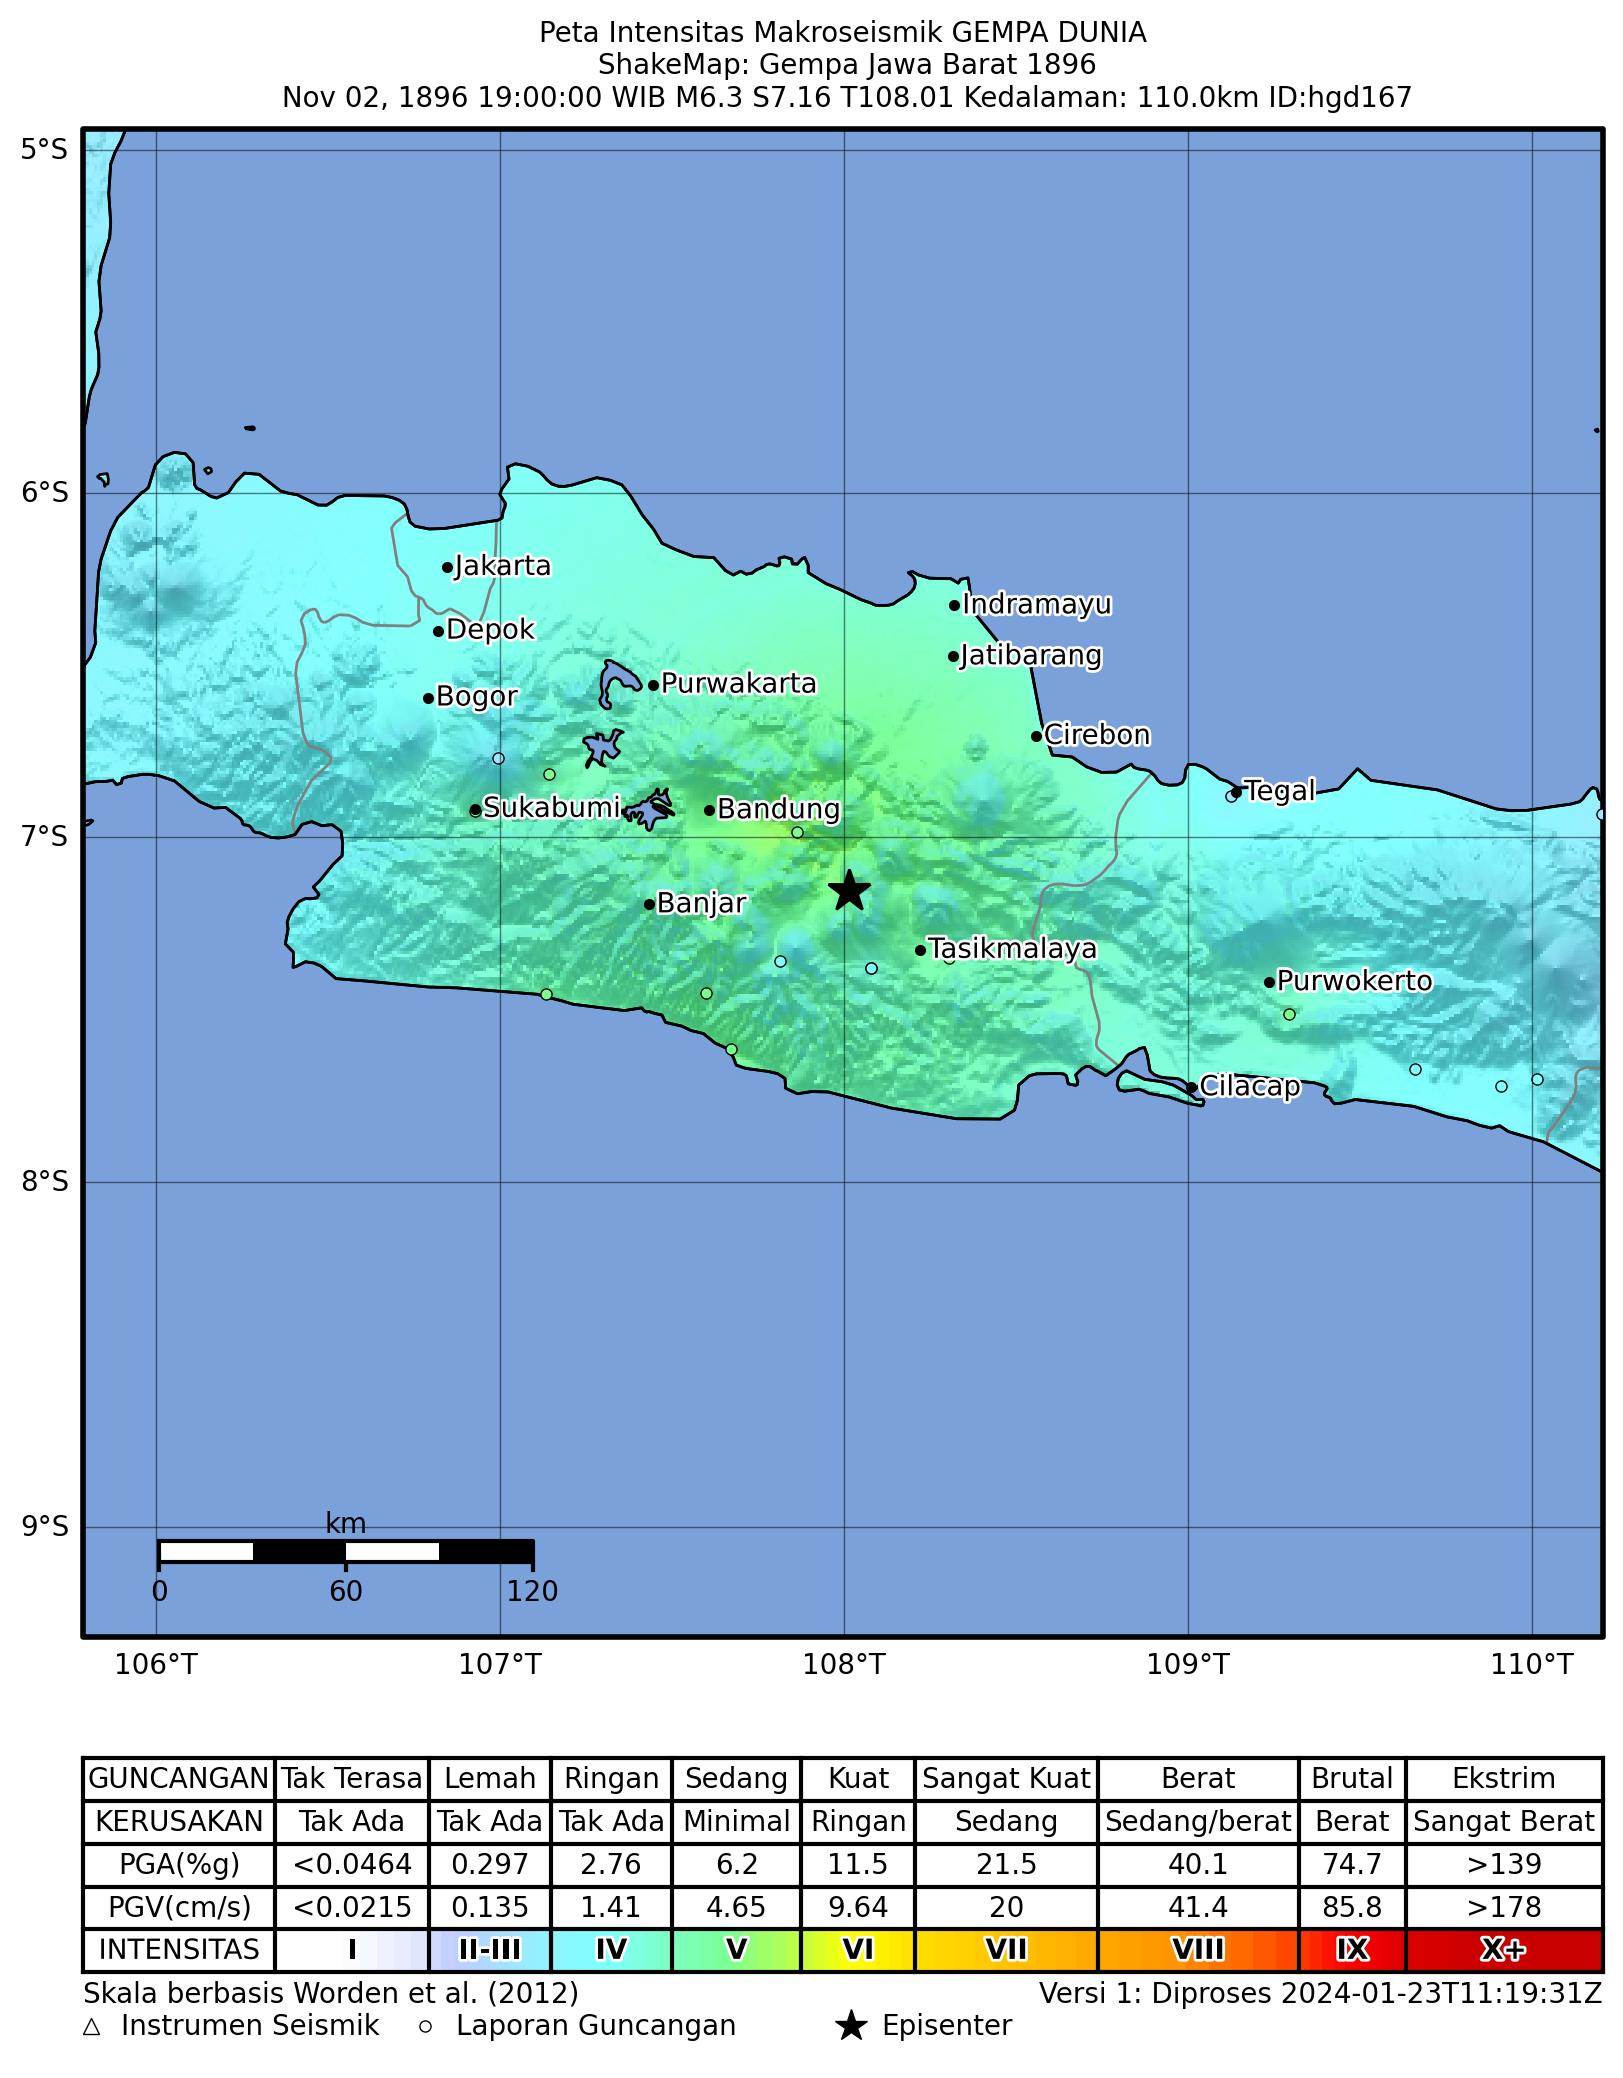 Peta Intensitas Makroseismik GEMPA DUNIA
ShakeMap: Gempa Jawa Barat 1896
Nov 02, 1896 19:00:00 WIB M6.3 S7.16 T108.01 Kedalaman: 110.0km ID:hgd167
5°S
6°S
Jakarta
Indramayu
Depok
Jatibarang
Purwakarta
Bogor
Cirebon
Tegal
Sukabumi
Bandung
7°S
Banjar
Tasikmalaya
Purwokerto
Cilacap
8°S
9°S
km
0 60 120
106°T 107°T 108°T 109°T 110°T
GUNCANGAN Tak Terasa Lemah Ringan Sedang Kuat Sangat Kuat Berat Brutal Ekstrim
KERUSAKAN Tak Ada Tak Ada Tak Ada Minimal Ringan Sedang Sedang/berat Berat Sangat Berat
PGA(%g) <0.0464 0.297 2.76 6.2 11.5 21.5 40.1 74.7 >139
PGV(cm/s) <0.0215 0.135 1.41 4.65 9.64 20 41.4 85.8 >178
INTENSITAS I II-III IV V VI VII VIII IX X+
Skala berbasis Worden et al. (2012) Versi 1: Diproses 2024-01-23T11:19:31Z
Instrumen Seismik Laporan Guncangan Episenter